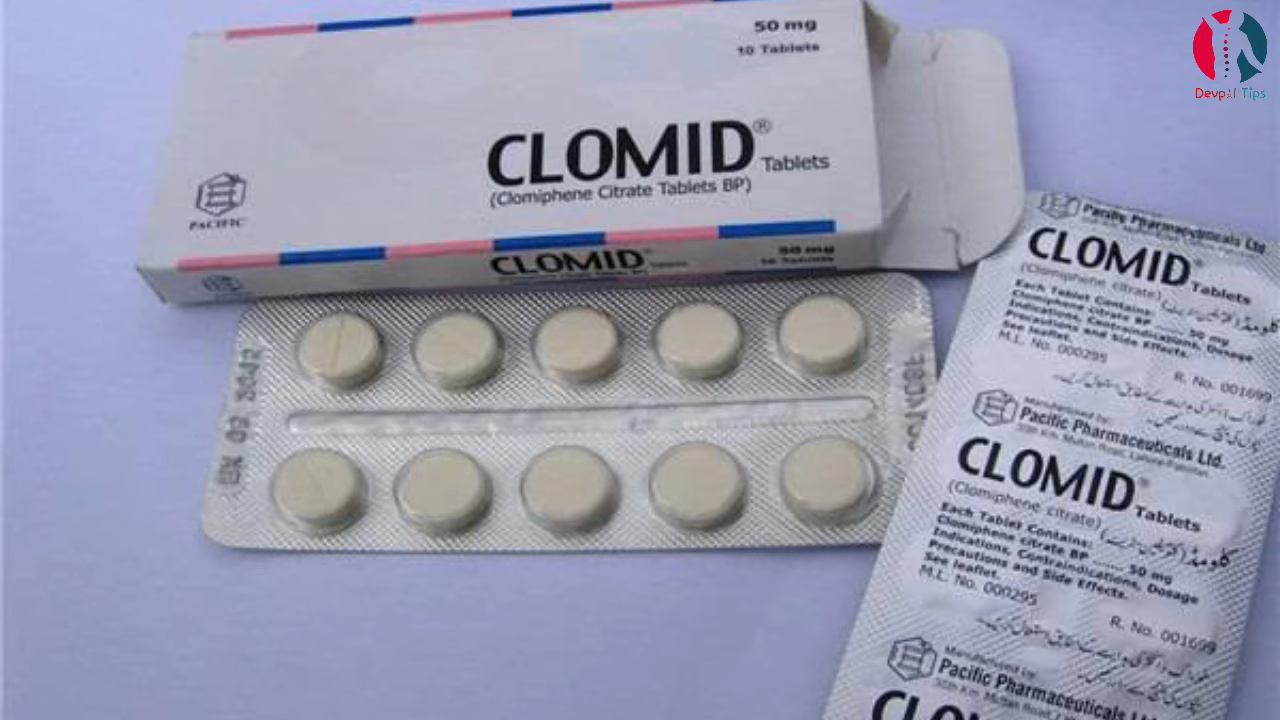 Devpal Tips
50 mg
10 Tablets
CLOMID® Tablets
(Clomiphene Citrate Tablets BP)
PACIFIC
CLOMID®
50 mg
10 Tablets
Pacific Pharmaceuticals Ltd
CLOMID® Tablets
(Clomiphene citrate)
Each Tablet Contains:
Clomiphene citrate BP ....... 50 mg
Indications, Contraindications, Dosage
Precautions and Side Effects.
See leaflet.
M.L. No. 000295
R. No. 001699
Manufactured by:
Pacific Pharmaceuticals Ltd.
CLOMID® Tablets
(Clomiphene citrate)
Each Tablet Contains:
Clomiphene citrate BP ....... 50 mg
Indications, Contraindications, Dosage
Precautions and Side Effects.
See leaflet.
M.L. No. 000295
R. No. 001699
Manufactured by:
Pacific Pharmaceuticals Ltd